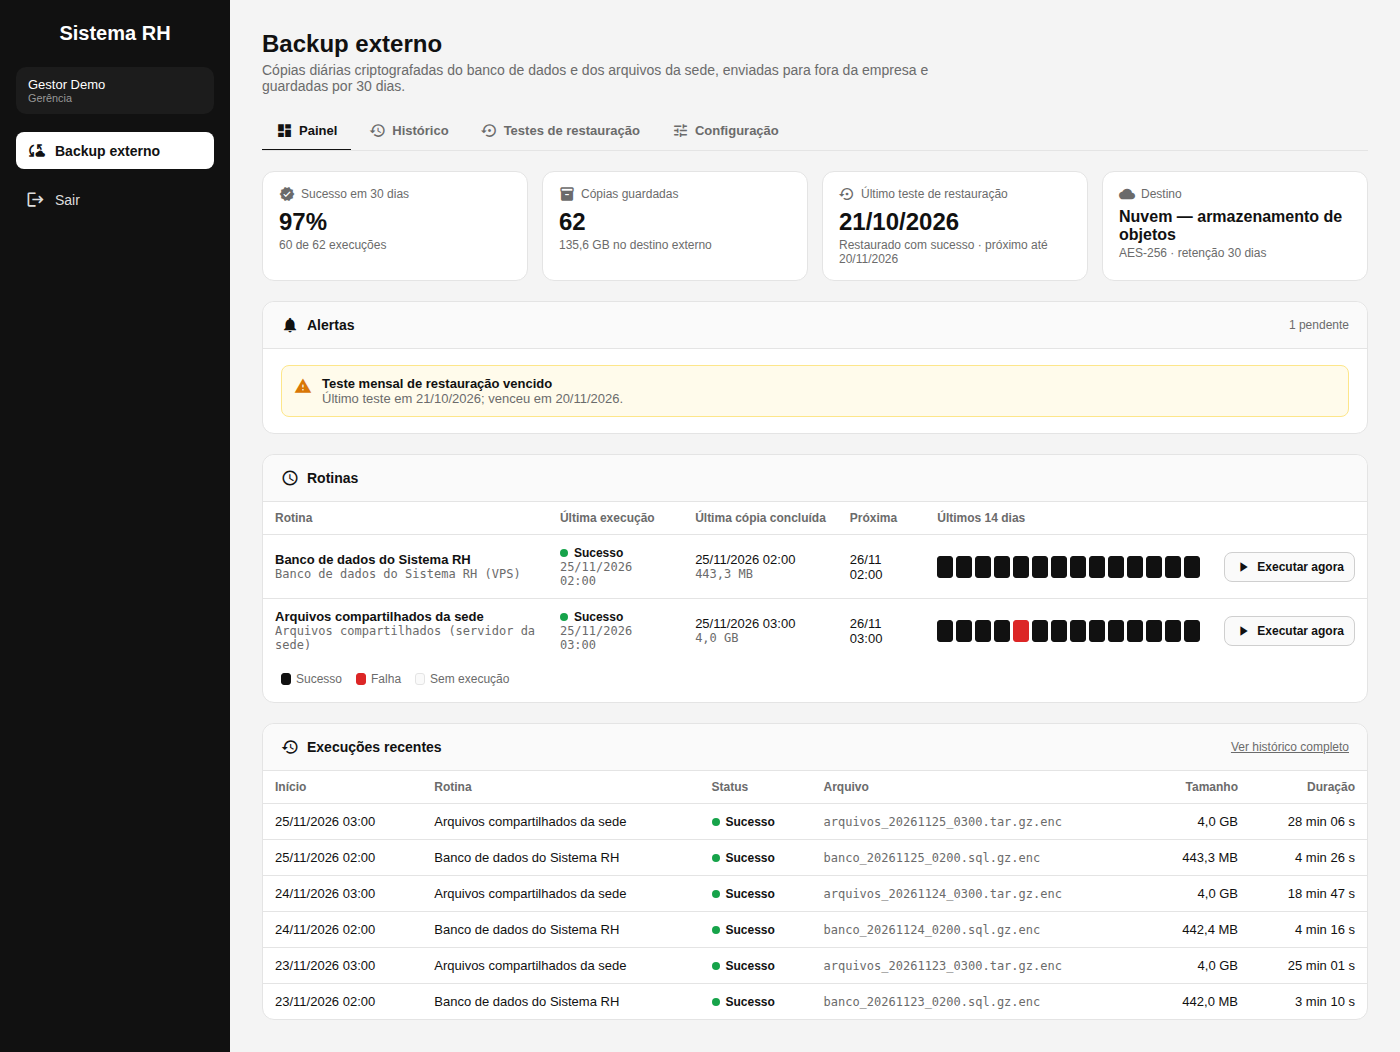 Sistema RH
Gestor Demo
Gerência
Backup externo
Sair
Backup externo
Cópias diárias criptografadas do banco de dados e dos arquivos da sede, enviadas para fora da empresa e
guardadas por 30 dias.
Painel
Histórico
Testes de restauração
Configuração
Sucesso em 30 dias
97%
60 de 62 execuções
Cópias guardadas
62
135,6 GB no destino externo
Último teste de restauração
21/10/2026
Restaurado com sucesso · próximo até
20/11/2026
Destino
Nuvem — armazenamento de
objetos
AES-256 · retenção 30 dias
Alertas
1 pendente
Teste mensal de restauração vencido
Último teste em 21/10/2026; venceu em 20/11/2026.
Rotinas
Rotina Última execução Última cópia concluída Próxima Últimos 14 dias
Banco de dados do Sistema RH
Banco de dados do Sistema RH (VPS)
Sucesso
25/11/2026
02:00
25/11/2026 02:00
443,3 MB
26/11
02:00
Executar agora
Arquivos compartilhados da sede
Arquivos compartilhados (servidor da
sede)
Sucesso
25/11/2026
03:00
25/11/2026 03:00
4,0 GB
26/11
03:00
Executar agora
Sucesso Falha Sem execução
Execuções recentes
Ver histórico completo
Início Rotina Status Arquivo Tamanho Duração
25/11/2026 03:00 Arquivos compartilhados da sede Sucesso arquivos_20261125_0300.tar.gz.enc 4,0 GB 28 min 06 s
25/11/2026 02:00 Banco de dados do Sistema RH Sucesso banco_20261125_0200.sql.gz.enc 443,3 MB 4 min 26 s
24/11/2026 03:00 Arquivos compartilhados da sede Sucesso arquivos_20261124_0300.tar.gz.enc 4,0 GB 18 min 47 s
24/11/2026 02:00 Banco de dados do Sistema RH Sucesso banco_20261124_0200.sql.gz.enc 442,4 MB 4 min 16 s
23/11/2026 03:00 Arquivos compartilhados da sede Sucesso arquivos_20261123_0300.tar.gz.enc 4,0 GB 25 min 01 s
23/11/2026 02:00 Banco de dados do Sistema RH Sucesso banco_20261123_0200.sql.gz.enc 442,0 MB 3 min 10 s